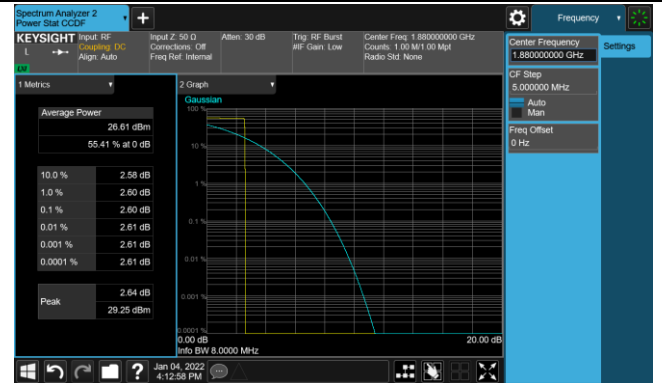 Spectrum Analyzer 2
Power Stat CCDF
Frequency
KEYSIGHT
L
LXI
Input: RF
Coupling: DC
Align: Auto
Input Z: 50 Ω
Corrections: Off
Freq Ref: Internal
Atten: 30 dB
Trig: RF Burst
#IF Gain: Low
Center Freq: 1.880000000 GHz
Counts: 1.00 M/1.00 Mpt
Radio Std: None
Center Frequency
1.880000000 GHz
Settings
CF Step
5.000000 MHz
Auto
Man
Freq Offset
0 Hz
1 Metrics
Average Power
26.61 dBm
55.41 % at 0 dB
10.0 % 2.58 dB
1.0 % 2.60 dB
0.1 % 2.60 dB
0.01 % 2.61 dB
0.001 % 2.61 dB
0.0001 % 2.61 dB
Peak
2.64 dB
29.25 dBm
2 Graph
Gaussian
100 %
10 %
1 %
0.1 %
0.01 %
0.001 %
0.0001 %
0.00 dB
20.00 dB
Info BW 8.0000 MHz
?
Jan 04, 2022
4:12:58 PM